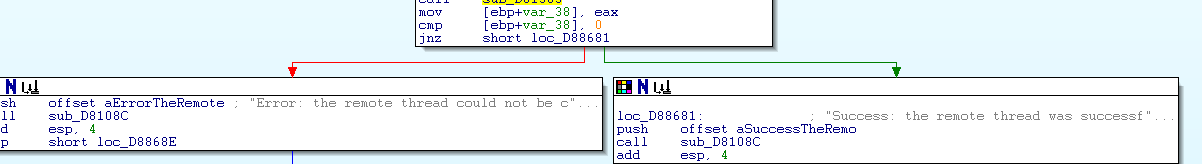 call
mov [ebp+var_38], eax
cmp [ebp+var_38], 0
jnz short loc_D88681
sh offset aErrorTheRemote ; "Error: the remote thread could not be c"...
ll sub_D8108C
d esp, 4
p short loc_D8868E
loc_D88681: ; "Success: the remote thread was successf"...
push offset aSuccessTheRemo
call sub_D8108C
add esp, 4